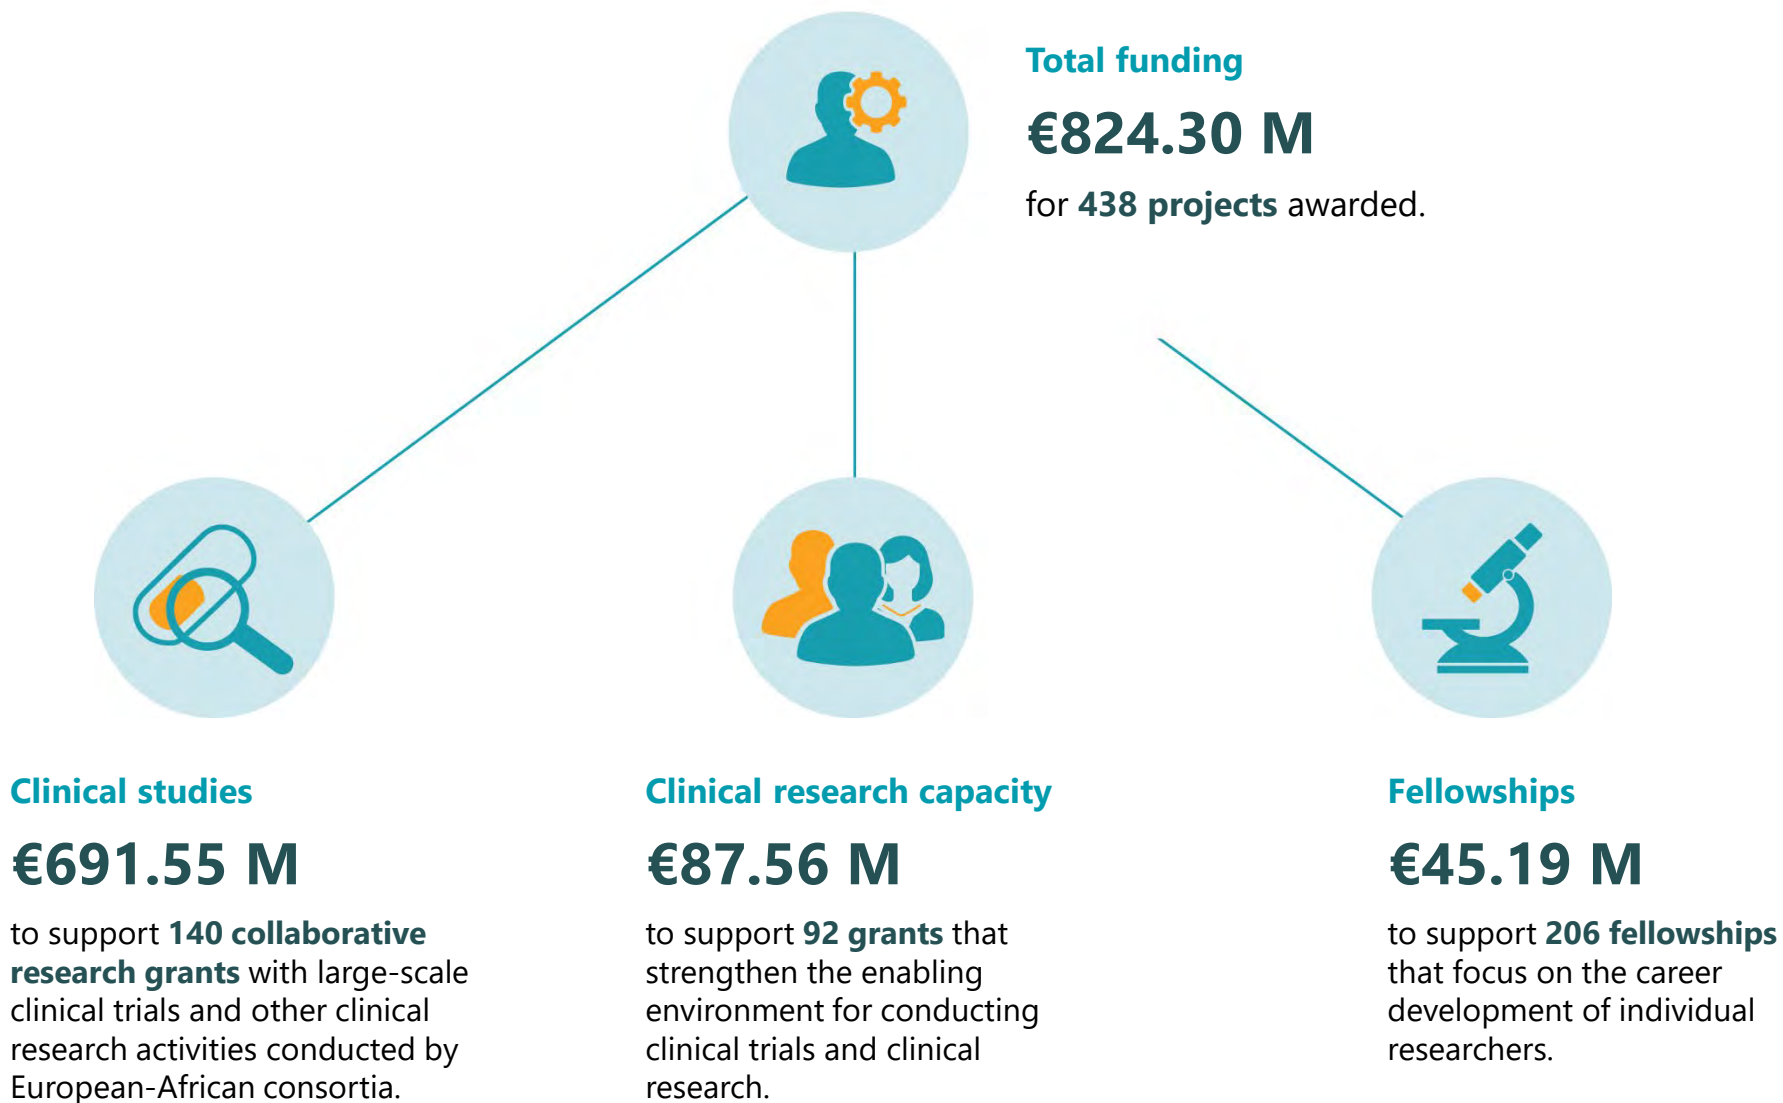 Total funding
€824.30 M
for 438 projects awarded.
Clinical studies
€691.55 M
to support 140 collaborative
research grants with large-scale
clinical trials and other clinical
research activities conducted by
European-African consortia.
Clinical research capacity
€87.56 M
to support 92 grants that
strengthen the enabling
environment for conducting
clinical trials and clinical
research.
Fellowships
€45.19 M
to support 206 fellowships
that focus on the career
development of individual
researchers.